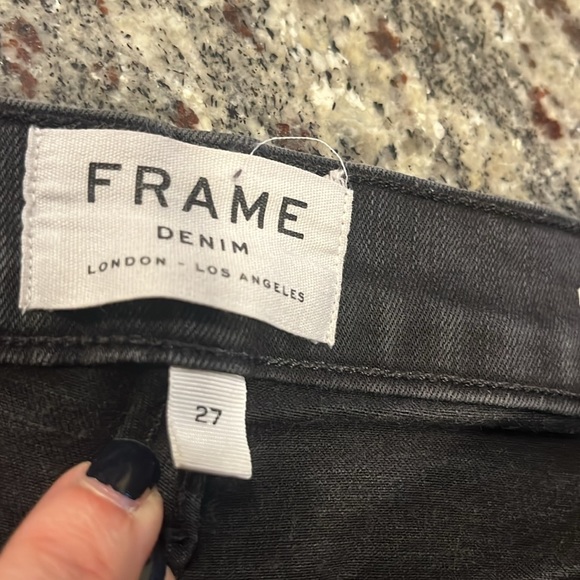 FRAME
DENIM
LONDON - LOS ANGELES
27